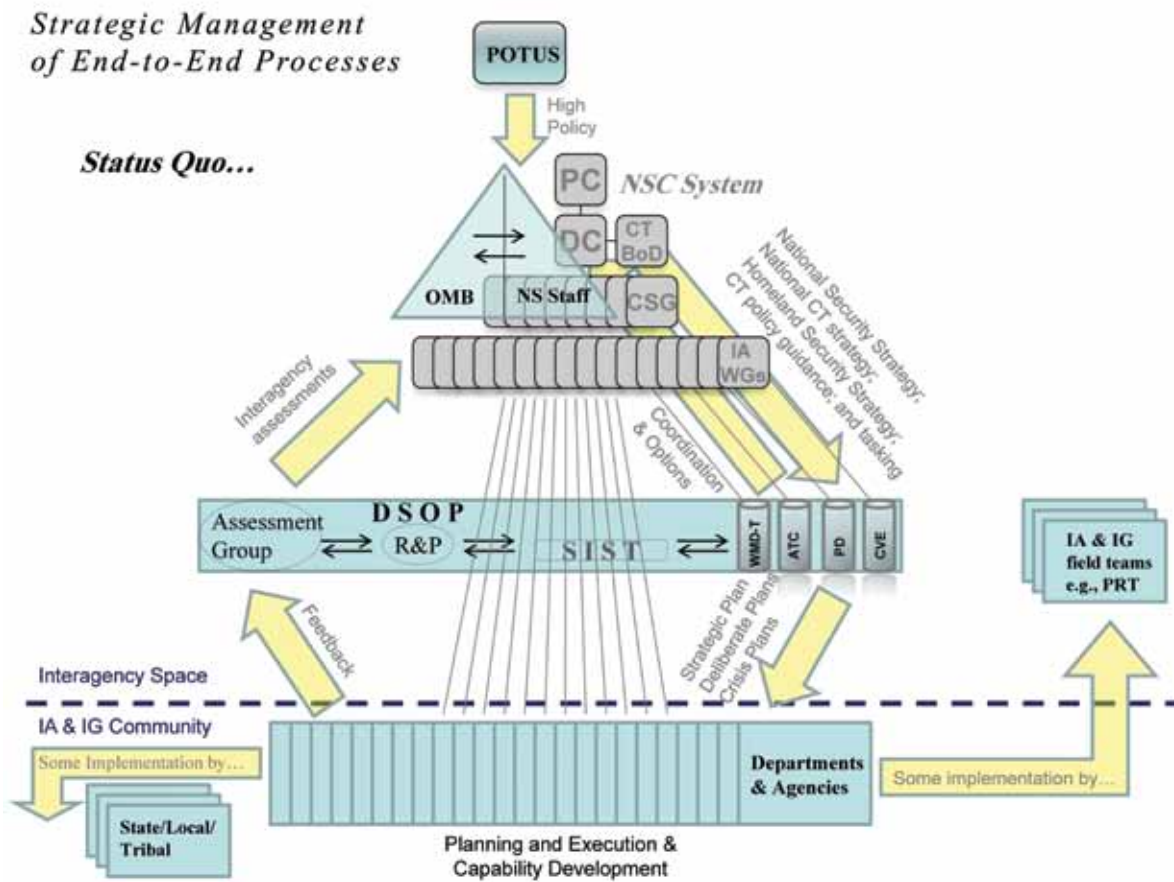 Strategic Management
of End-to-End Processes
POTUS
High
Policy
Status Quo...
PC
NSC System
DC
CT
BoD
OMB
NS Staff
CSG
IA
WGs
National Security Strategy;
National CT strategy;
Homeland Security Strategy;
CT policy guidance; and tasking
Interagency
assessments
Coordination
& Options
Assessment
Group
DSOP
R&P
SIST
WMD-T
ATC
PD
CVE
IA & IG
field teams
e.g., PRT
Feedback
Strategic Plan
Deliberate Plans
Crisis Plans
Interagency Space
IA & IG Community
Some Implementation by...
State/Local/
Tribal
Departments
& Agencies
Some implementation by...
Planning and Execution &
Capability Development